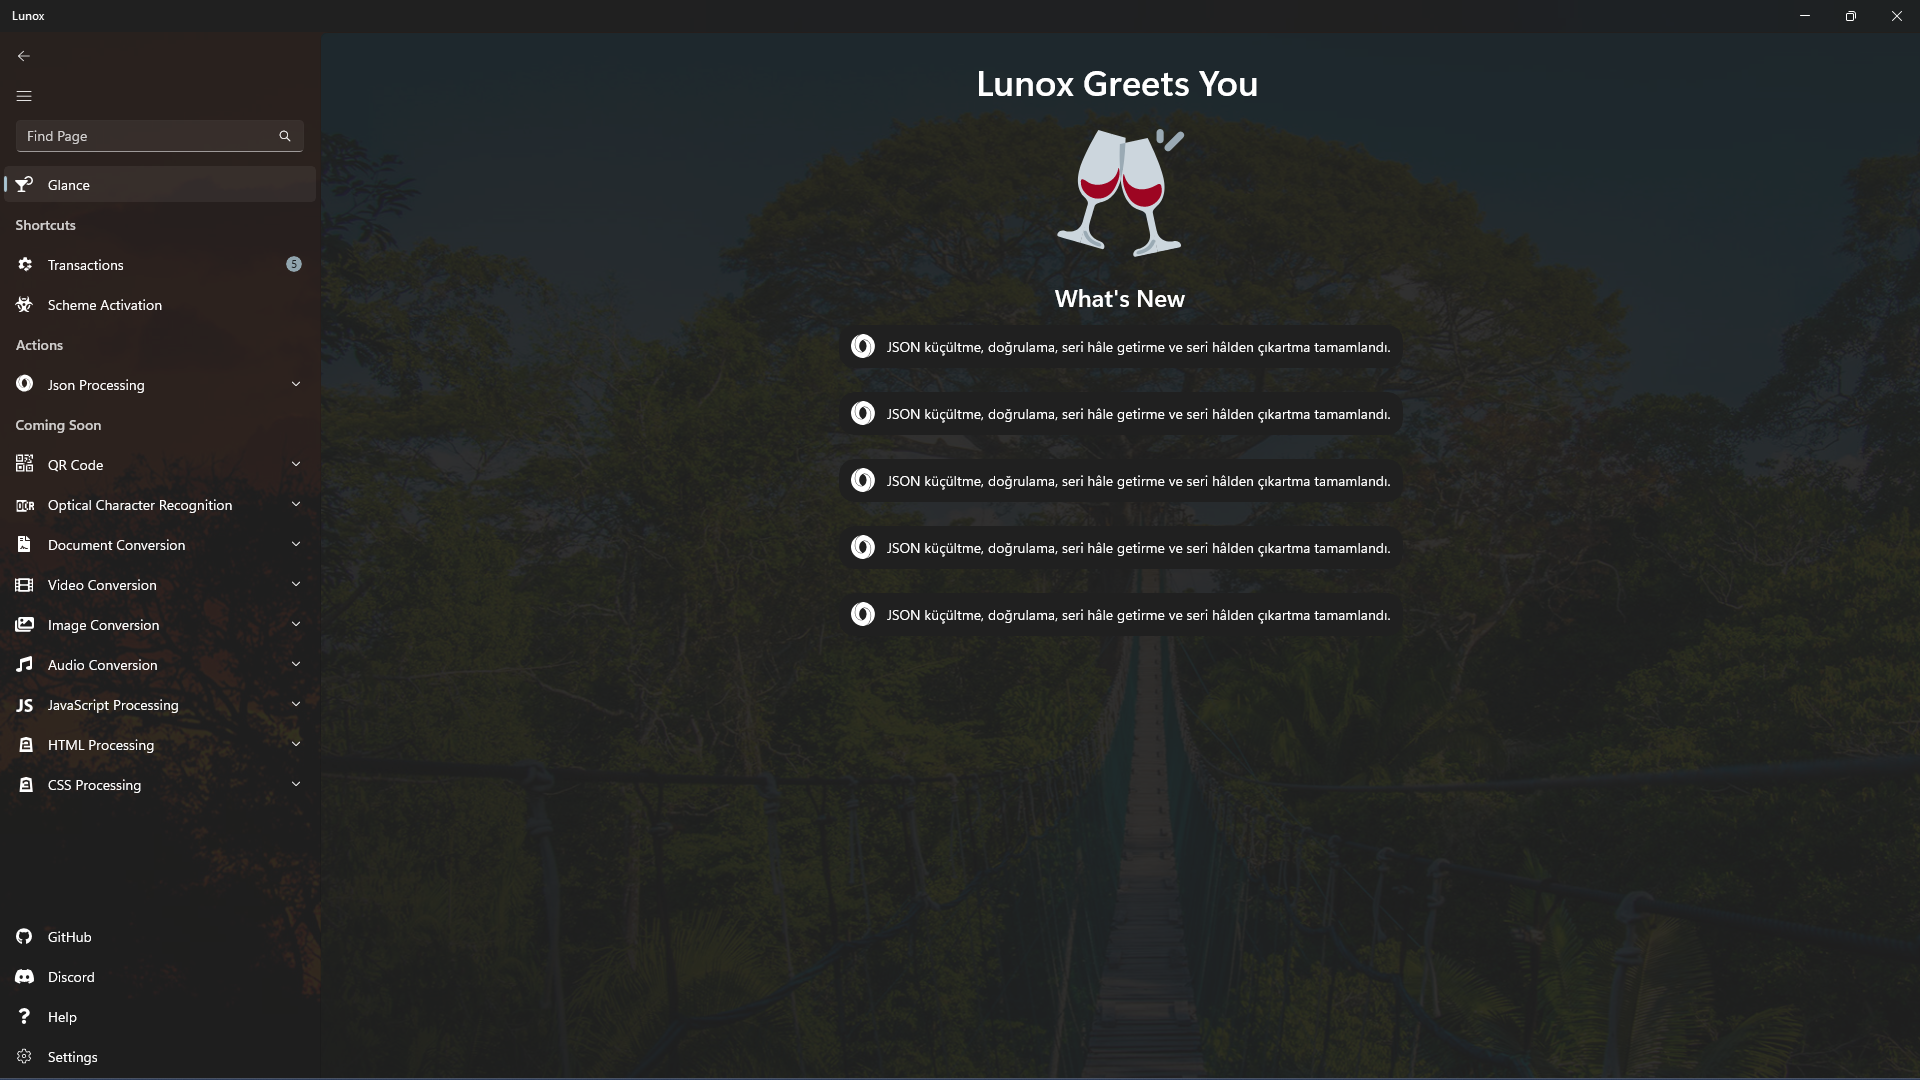 Lunox
Find Page
Glance
Shortcuts
Transactions
5
Scheme Activation
Actions
Json Processing
Coming Soon
QR Code
OCR
Optical Character Recognition
Document Conversion
Video Conversion
Image Conversion
Audio Conversion
JS
JavaScript Processing
HTML Processing
CSS Processing
GitHub
Discord
?
Help
Settings
Lunox Greets You
What's New
JSON küçültme, doğrulama, seri hâle getirme ve seri hâlden çıkartma tamamlandı.
JSON küçültme, doğrulama, seri hâle getirme ve seri hâlden çıkartma tamamlandı.
JSON küçültme, doğrulama, seri hâle getirme ve seri hâlden çıkartma tamamlandı.
JSON küçültme, doğrulama, seri hâle getirme ve seri hâlden çıkartma tamamlandı.
JSON küçültme, doğrulama, seri hâle getirme ve seri hâlden çıkartma tamamlandı.